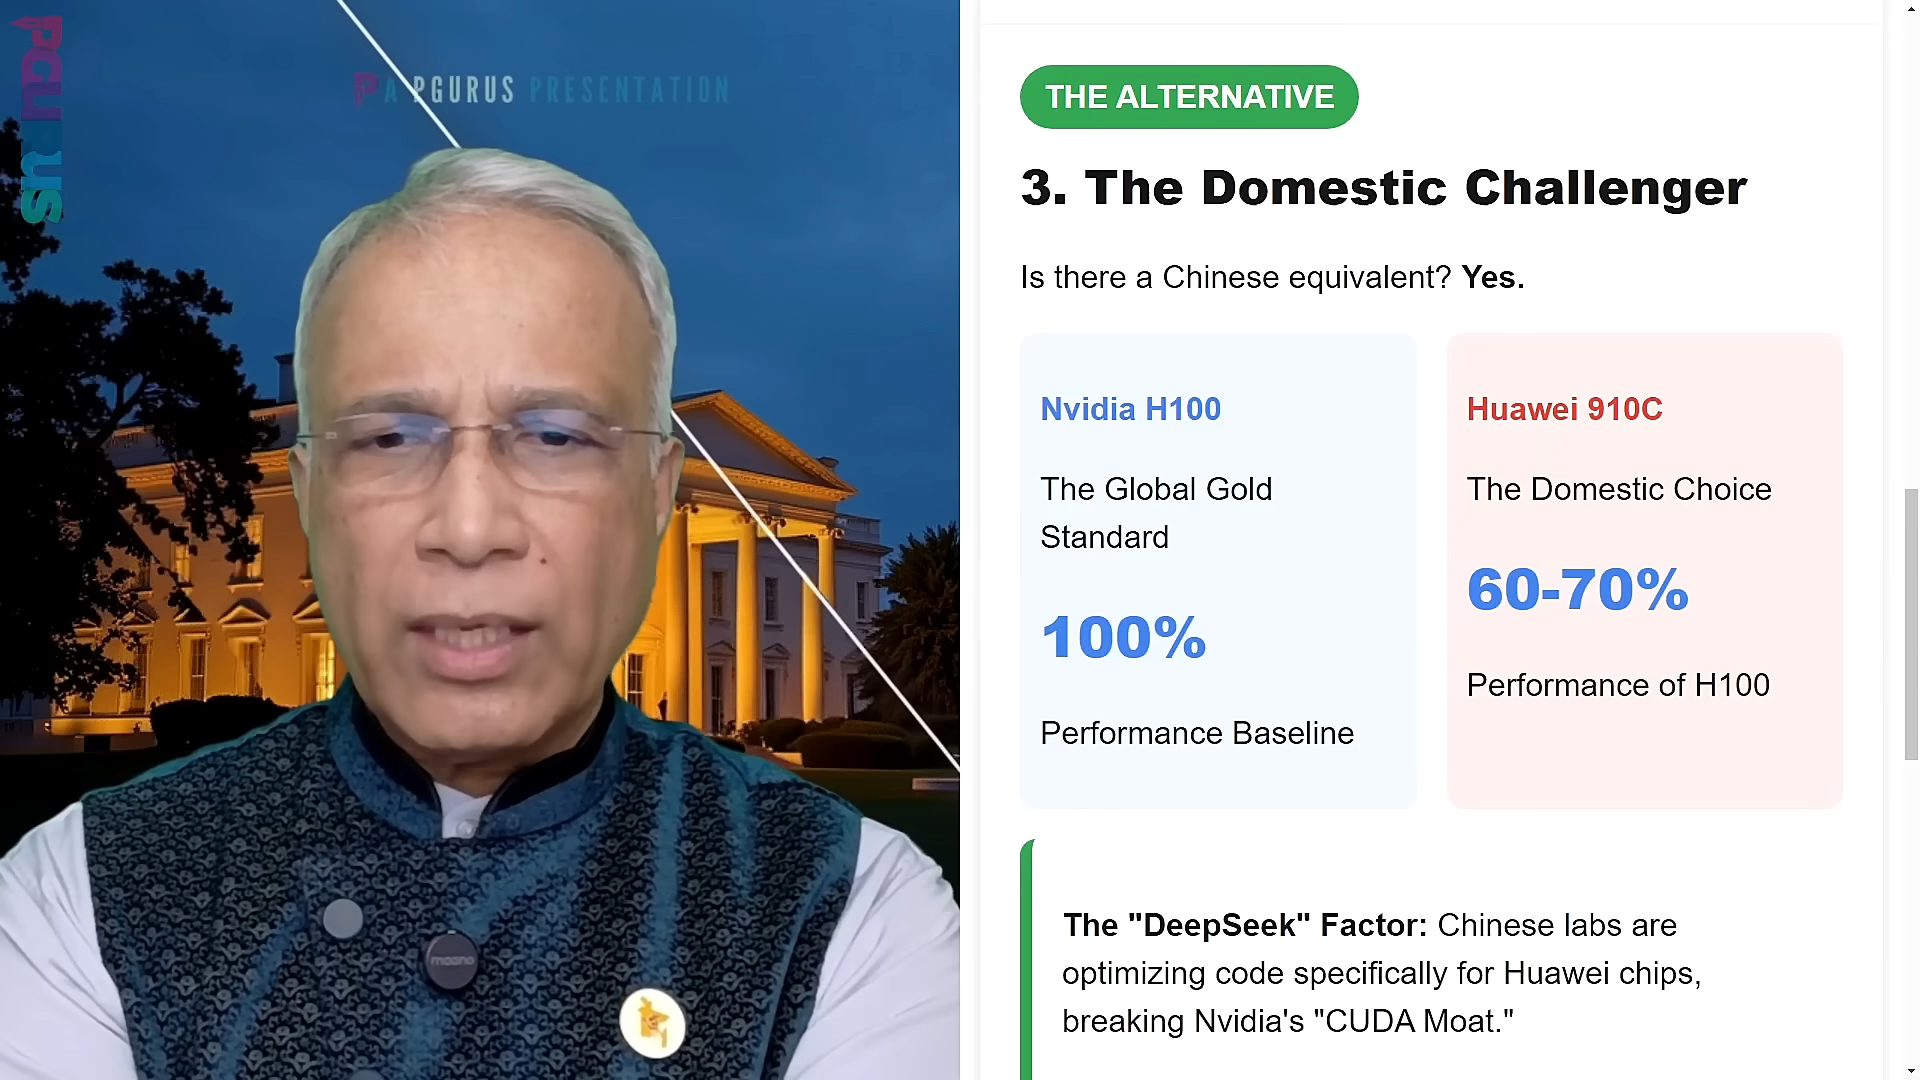 PGURUS
A PGURUS PRESENTATION
maono
THE ALTERNATIVE
3. The Domestic Challenger
Is there a Chinese equivalent? Yes.
Nvidia H100
The Global Gold
Standard
100%
Performance Baseline
Huawei 910C
The Domestic Choice
60-70%
Performance of H100
The "DeepSeek" Factor: Chinese labs are
optimizing code specifically for Huawei chips,
breaking Nvidia's "CUDA Moat."